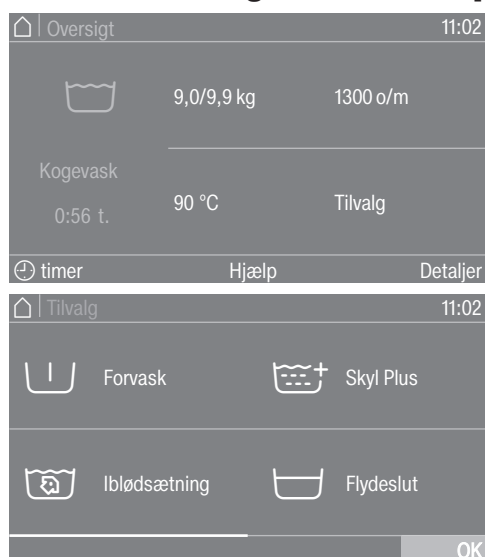 Oversigt 11:02
9,0/9,9 kg 1300 o/m
Kogevask
0:56 t.
90 °C Tilvalg
timer Hjælp Detaljer
Tilvalg 11:02
Forvask Skyl Plus
Iblødsætning Flydeslut
OK